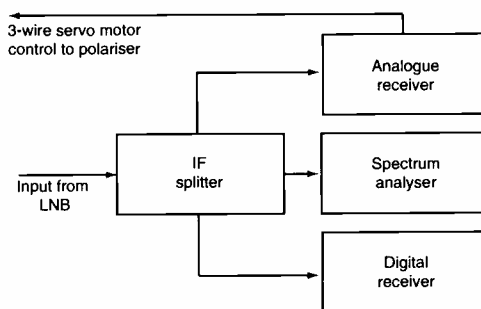 3-wire servo motor
control to polariser
Analogue
receiver
IF
splitter
Spectrum
analyser
Input from
LNB
Digital
receiver